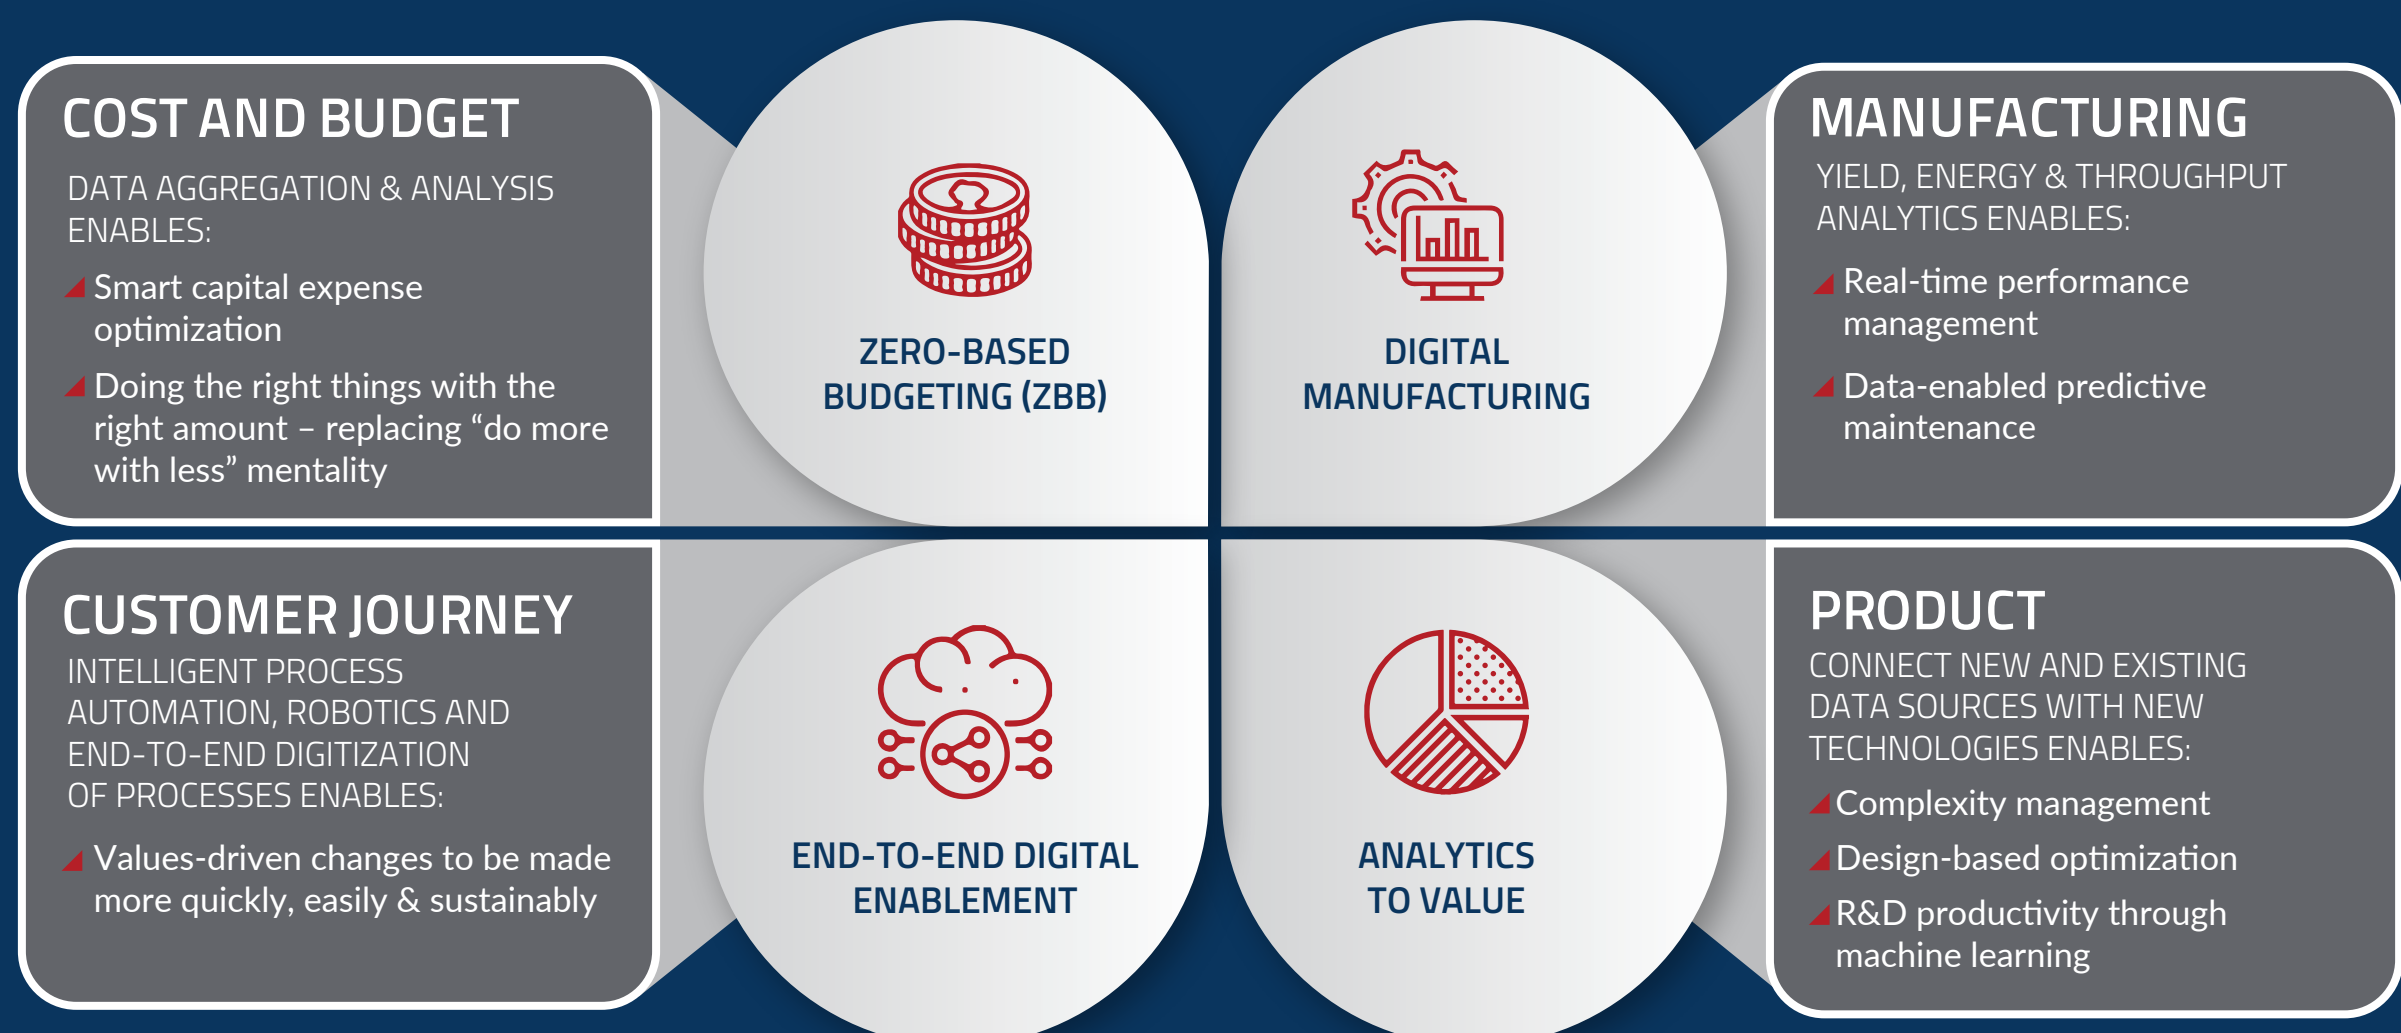 COST AND BUDGET
DATA AGGREGATION & ANALYSIS
ENABLES:
Smart capital expense
optimization
Doing the right things with the
right amount – replacing “do more
with less” mentality
ZERO-BASED
BUDGETING (ZBB)
DIGITAL
MANUFACTURING
MANUFACTURING
YIELD, ENERGY & THROUGHPUT
ANALYTICS ENABLES:
Real-time performance
management
Data-enabled predictive
maintenance
CUSTOMER JOURNEY
INTELLIGENT PROCESS
AUTOMATION, ROBOTICS AND
END-TO-END DIGITIZATION
OF PROCESSES ENABLES:
Values-driven changes to be made
more quickly, easily & sustainably
END-TO-END DIGITAL
ENABLEMENT
ANALYTICS
TO VALUE
PRODUCT
CONNECT NEW AND EXISTING
DATA SOURCES WITH NEW
TECHNOLOGIES ENABLES:
Complexity management
Design-based optimization
R&D productivity through
machine learning